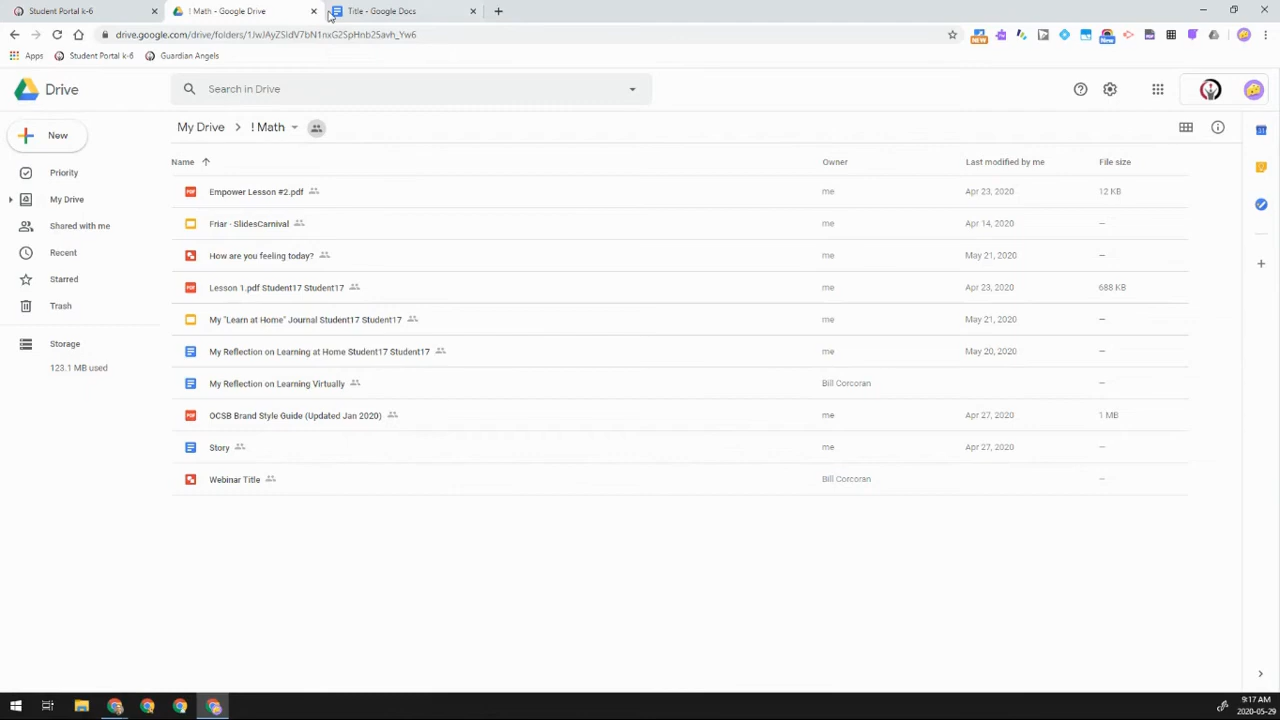 Student Portal k-6
! Math - Google Drive
Title - Google Docs
Apps
Student Portal k-6
Guardian Angels
NEW
New
Drive
Search in Drive
New
My Drive
! Math
Priority
My Drive
Shared with me
Recent
Starred
Trash
Storage
123.1 MB used
Name Owner Last modified by me File size
PDF Empower Lesson #2.pdf me Apr 23, 2020 12 KB
Friar - SlidesCarnival me Apr 14, 2020 –
How are you feeling today? me May 21, 2020 –
PDF Lesson 1.pdf Student17 Student17 me Apr 23, 2020 688 KB
My "Learn at Home" Journal Student17 Student17 me May 21, 2020 –
My Reflection on Learning at Home Student17 Student17 me May 20, 2020 –
My Reflection on Learning Virtually Bill Corcoran –
PDF OCSB Brand Style Guide (Updated Jan 2020) me Apr 27, 2020 1 MB
Story me Apr 27, 2020 –
Webinar Title Bill Corcoran –
9:17 AM
2020-05-29